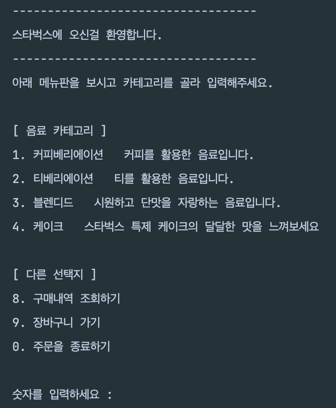 -----------------------------------
스타벅스에 오신걸 환영합니다.
-----------------------------------
아래 메뉴판을 보시고 카테고리를 골라 입력해주세요.
[ 음료 카테고리 ]
1. 커피베리에이션 커피를 활용한 음료입니다.
2. 티베리에이션 티를 활용한 음료입니다.
3. 블렌디드 시원하고 단맛을 자랑하는 음료입니다.
4. 케이크 스타벅스 특제 케이크의 달달한 맛을 느껴보세요
[ 다른 선택지 ]
8. 구매내역 조회하기
9. 장바구니 가기
0. 주문을 종료하기
숫자를 입력하세요 :